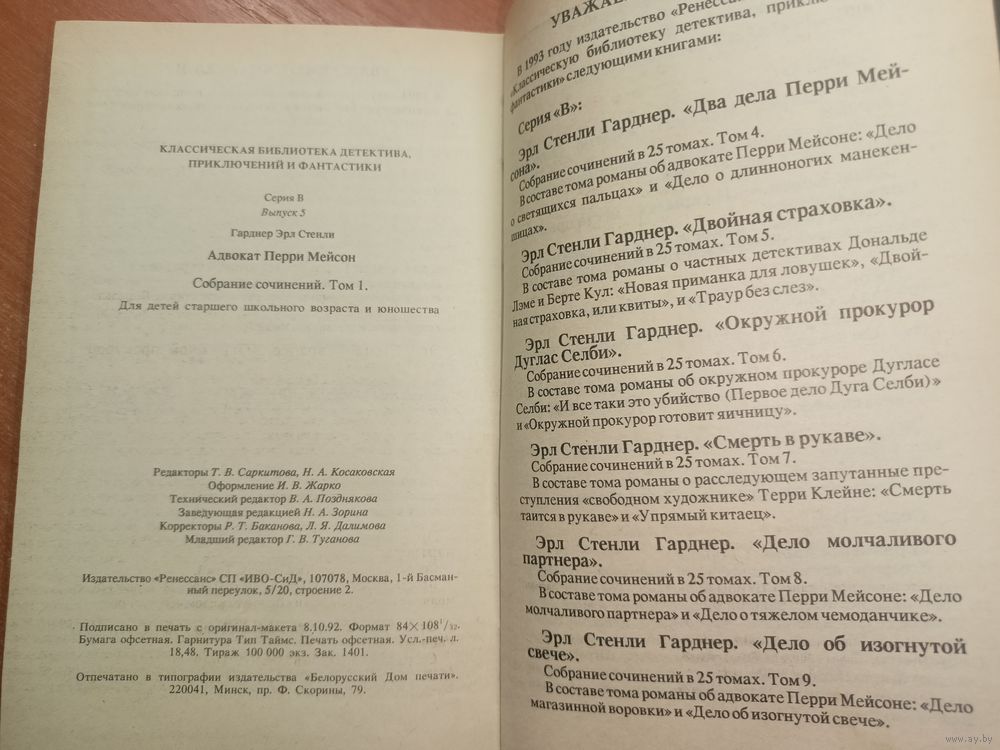 КЛАССИЧЕСКАЯ БИБЛИОТЕКА ДЕТЕКТИВА,
ПРИКЛЮЧЕНИЙ И ФАНТАСТИКИ
Серия В
Выпуск 5
Гарднер Эрл Стенли
Адвокат Перри Мейсон
Собрание сочинений. Том 1.
Для детей старшего школьного возраста и юношества
Редакторы Т. В. Саркитова, Н. А. Косаковская
Оформление И. В. Жарко
Технический редактор В. А. Позднякова
Заведующая редакцией Н. А. Зорина
Корректоры Р. Т. Баканова, Л. Я. Далимова
Младший редактор Г. В. Туганова
Издательство «Ренессанс» СП «ИВО-СиД», 107078, Москва, 1-й Басман-
ный переулок, 5/20, строение 2.
Подписано в печать с оригинал-макета 8.10.92. Формат 84×108 1/32.
Бумага офсетная. Гарнитура Тип Таймс. Печать офсетная. Усл.-печ. л.
18,48. Тираж 100 000 экз. Зак. 1401.
Отпечатано в типографии издательства «Белорусский Дом печати».
220041, Минск, пр. Ф. Скорины, 79.
В 1993 году издательство
«Классическую библиотеку детектива,
фантастики» следующими книгами:
Серия «В»:
Эрл Стенли Гарднер. «Два дела Перри Мей-
сона».
Собрание сочинений в 25 томах. Том 4.
В составе тома романы об адвокате Перри Мейсоне: «Дело
о светящихся пальцах» и «Дело о длинноногих манекен-
щицах».
Эрл Стенли Гарднер. «Двойная страховка».
Собрание сочинений в 25 томах. Том 5.
В составе тома романы о частных детективах Дональде
Лэме и Берте Кул: «Новая приманка для ловушек», «Двой-
ная страховка, или квиты», и «Траур без слез».
Эрл Стенли Гарднер. «Окружной прокурор
Дуглас Селби».
Собрание сочинений в 25 томах. Том 6.
В составе тома романы об окружном прокуроре Дугласе
Селби: «И все таки это убийство (Первое дело Дуга Селби)»
и «Окружной прокурор готовит яичницу».
Эрл Стенли Гарднер. «Смерть в рукаве».
Собрание сочинений в 25 томах. Том 7.
В составе тома романы о расследующем запутанные пре-
ступления «свободном художнике» Терри Клейне: «Смерть
таится в рукаве» и «Упрямый китаец».
Эрл Стенли Гарднер. «Дело молчаливого
партнера».
Собрание сочинений в 25 томах. Том 8.
В составе тома романы об адвокате Перри Мейсоне: «Дело
молчаливого партнера» и «Дело о тяжелом чемоданчике».
Эрл Стенли Гарднер. «Дело об изогнутой
свече».
Собрание сочинений в 25 томах. Том 9.
В составе тома романы об адвокате Перри Мейсоне: «Дело
магазинной воровки» и «Дело об изогнутой свече».
www.ay.by